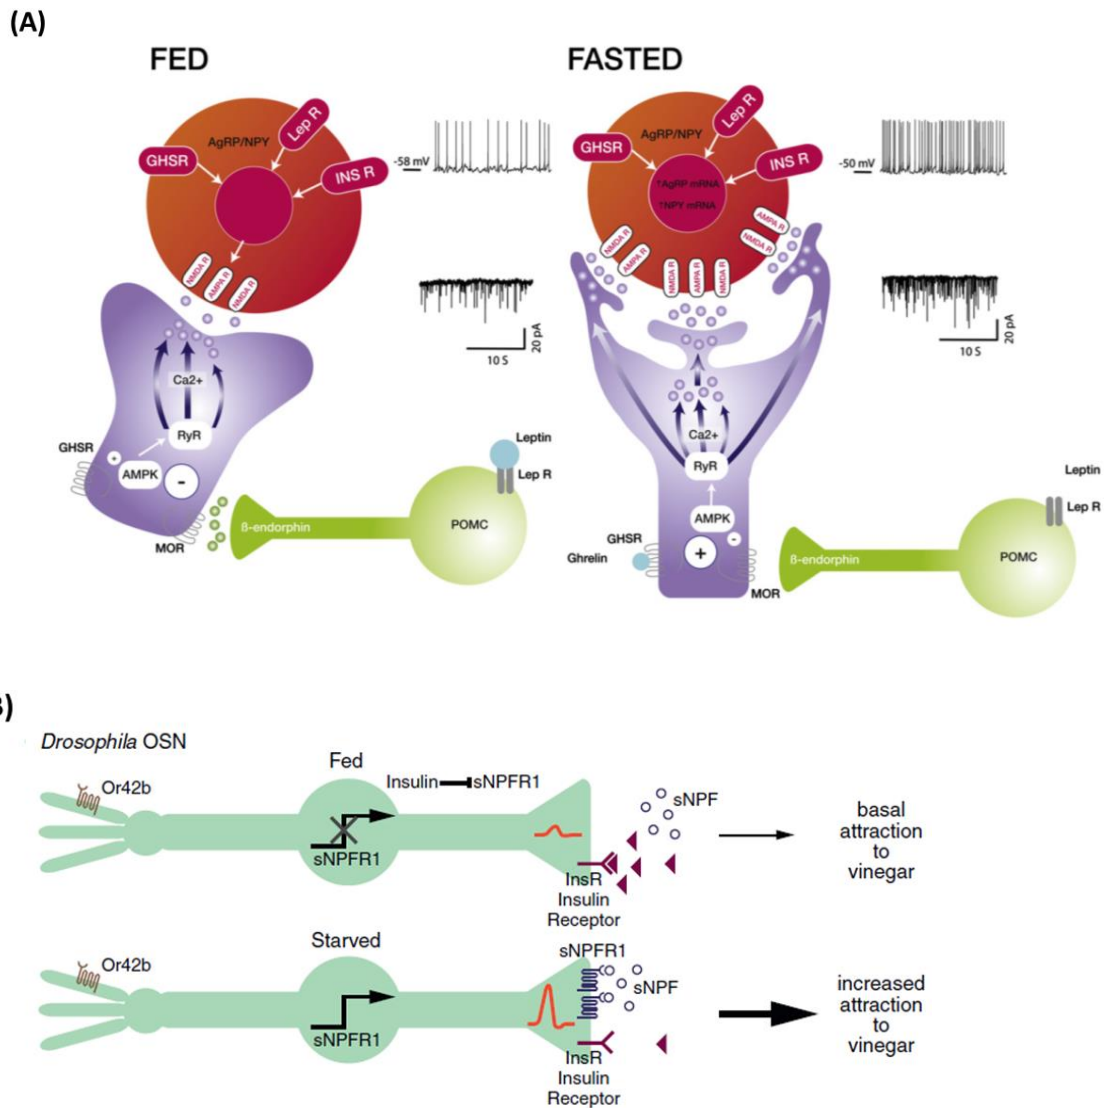 (A)
FED
AgRP/NPY
Lep R
GHSR
INS R
-58 mV
NMDA R
AMPA R
NMDA R
20 pA
10 S
Ca2+
RyR
GHSR
+
AMPK
-
MOR
ß-endorphin
POMC
Leptin
Lep R
FASTED
AgRP/NPY
Lep R
GHSR
INS R
↑AgRP mRNA
↑NPY mRNA
-50 mV
AMPA R
NMDA R
NMDA R
AMPA R
NMDA R
AMPA R
NMDA R
20 pA
10 S
Ca2+
RyR
AMPK
-
GHSR
+
Ghrelin
MOR
ß-endorphin
POMC
Leptin
Lep R
)
Drosophila OSN
Or42b
Fed
sNPFR1
Insulin sNPFR1
sNPF
InsR
Insulin
Receptor
basal
attraction
to
vinegar
Or42b
Starved
sNPFR1
sNPFR1
sNPF
InsR
Insulin
Receptor
increased
attraction
to
vinegar